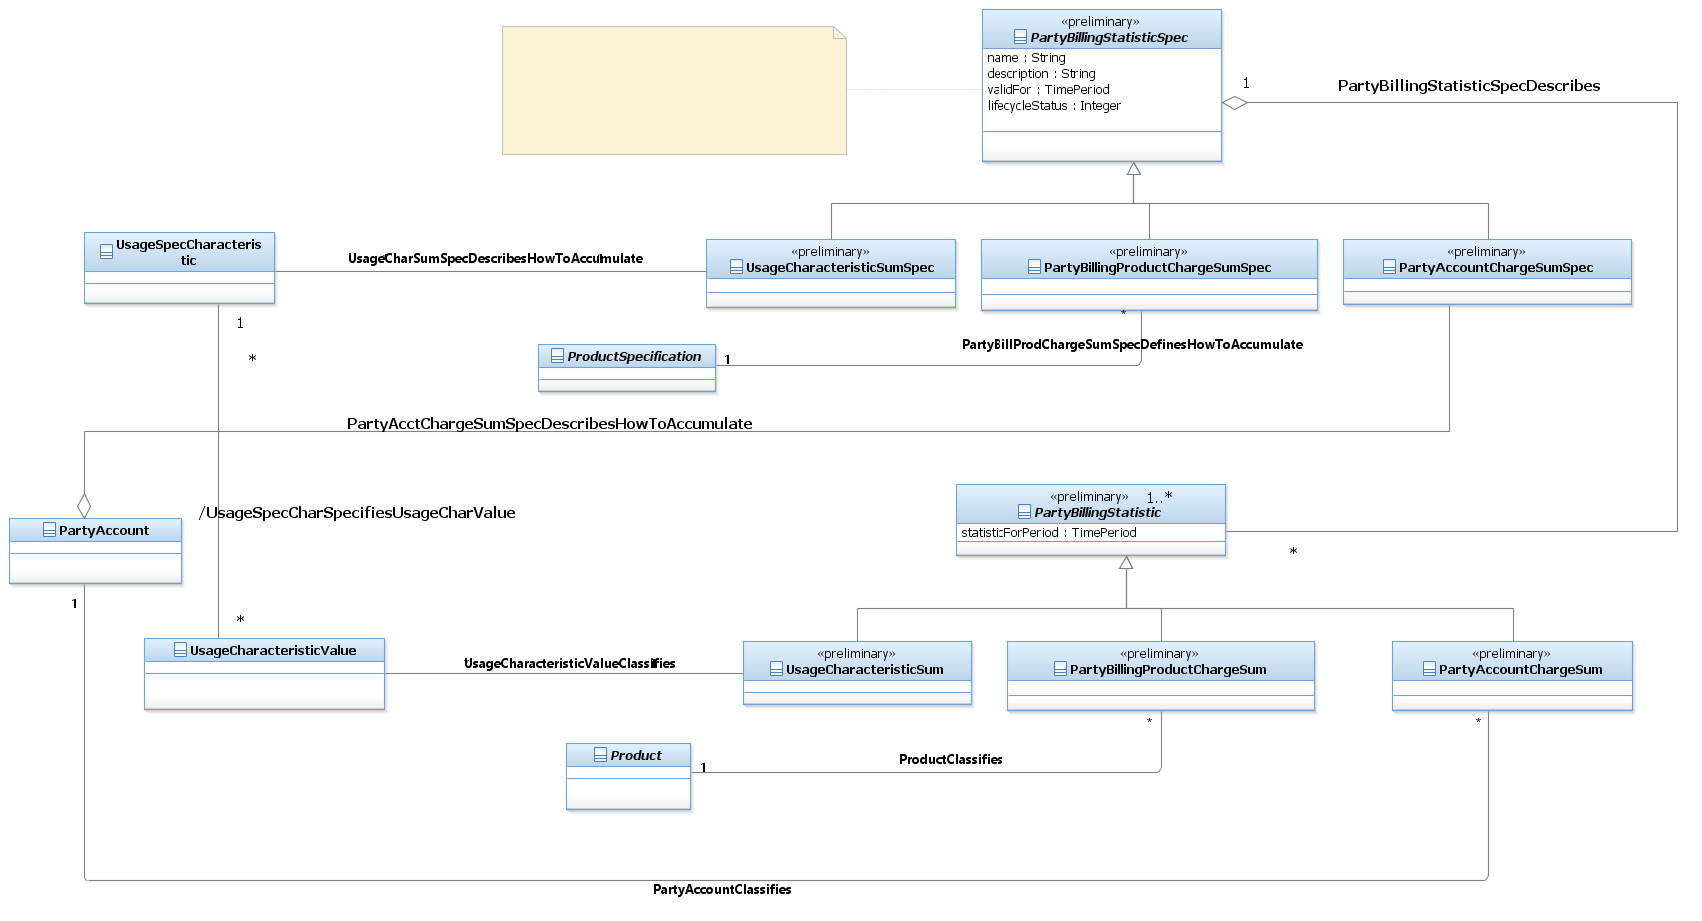 «preliminary»
PartyBillingStatisticSpec
name : String
description : String
validFor : TimePeriod
lifecycleStatus : Integer
1
PartyBillingStatisticSpecDescribes
UsageSpecCharacteris
tic
UsageCharSumSpecDescribesHowToAccumulate
«preliminary»
UsageCharacteristicSumSpec
«preliminary»
PartyBillingProductChargeSumSpec
«preliminary»
PartyAccountChargeSumSpec
1
*
*
PartyBillProdChargeSumSpecDefinesHowToAccumulate
ProductSpecification
1
PartyAcctChargeSumSpecDescribesHowToAccumulate
/UsageSpecCharSpecifiesUsageCharValue
PartyAccount
«preliminary»
1..*
PartyBillingStatistic
statisticForPeriod : TimePeriod
*
1
*
UsageCharacteristicValue
UsageCharacteristicValueClassifies
«preliminary»
UsageCharacteristicSum
«preliminary»
PartyBillingProductChargeSum
«preliminary»
PartyAccountChargeSum
*
*
Product
1
ProductClassifies
PartyAccountClassifies